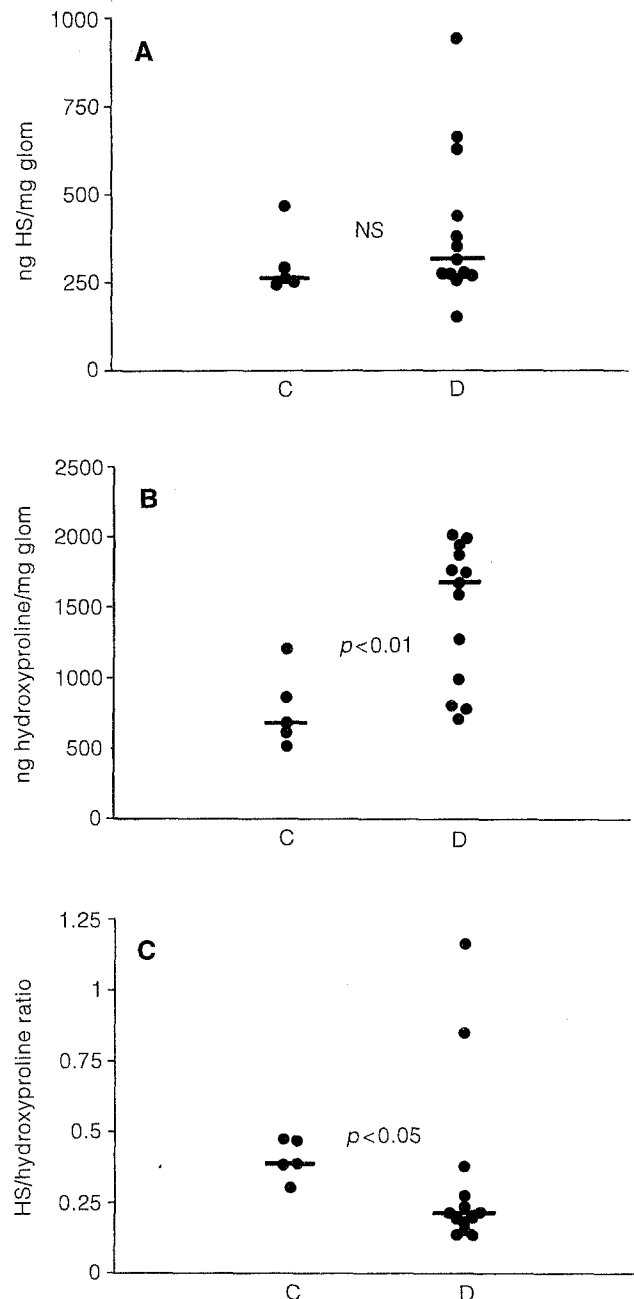 A
ng HS/mg glom
1000
750
500
250
0
NS
C
D
B
ng hydroxyproline/mg glom
2500
2000
1500
1000
500
0
p<0.01
C
D
C
HS/hydroxyproline ratio
1.25
1
0.75
0.5
0.25
0
p<0.05
C
D